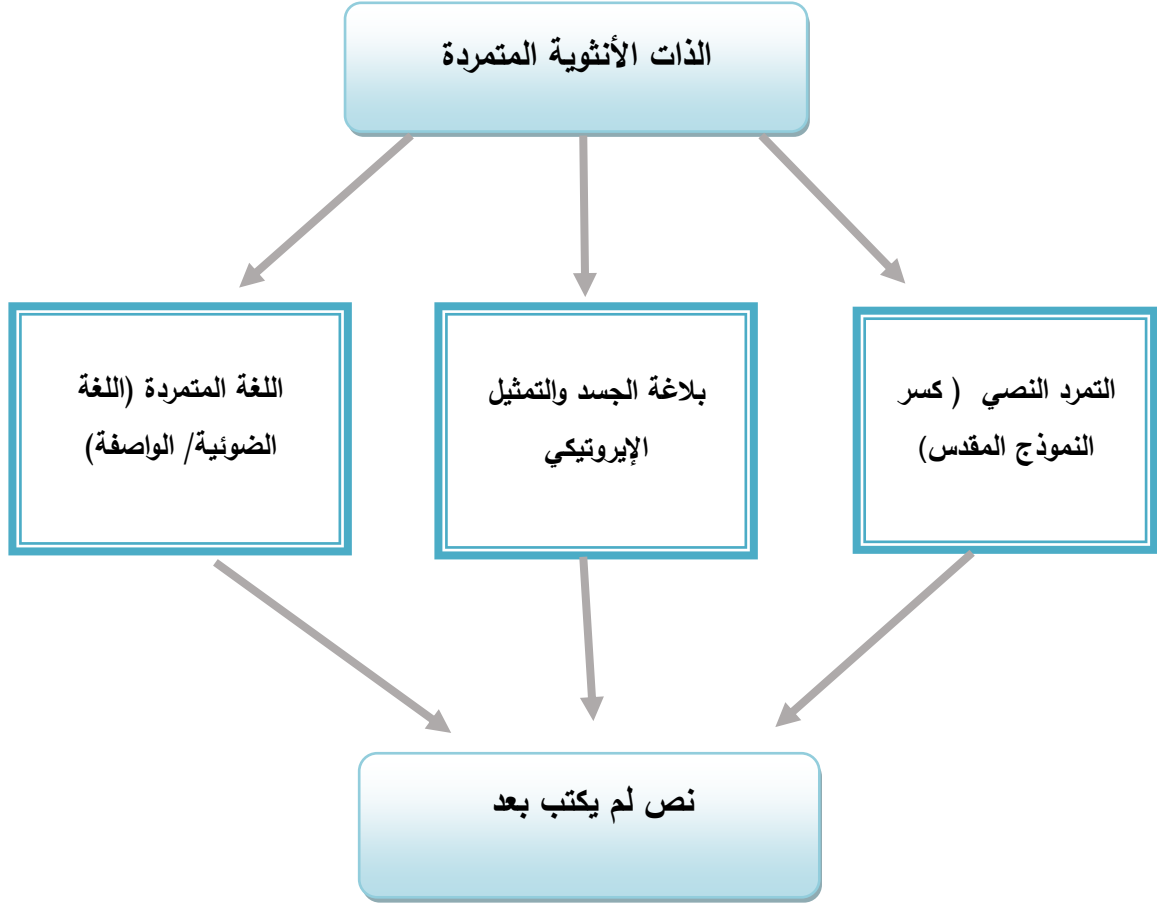 الذات الأنثوية المتمردة
التمرد النصي ( كسر
النموذج المقدس)
بلاغة الجسد والتمثيل
الإيروتيكي
اللغة المتمردة (اللغة
الضوئية/ الواصفة)
نص لم يكتب بعد